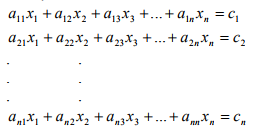 a₁₁x₁ + a₁₂x₂ + a₁₃x₃ + ... + a₁ₙxₙ = c₁
a₂₁x₁ + a₂₂x₂ + a₂₃x₃ + ... + a₂ₙxₙ = c₂
. .
. .
. .
aₙ₁x₁ + aₙ₂x₂ + aₙ₃x₃ + ... + aₙₙxₙ = cₙ